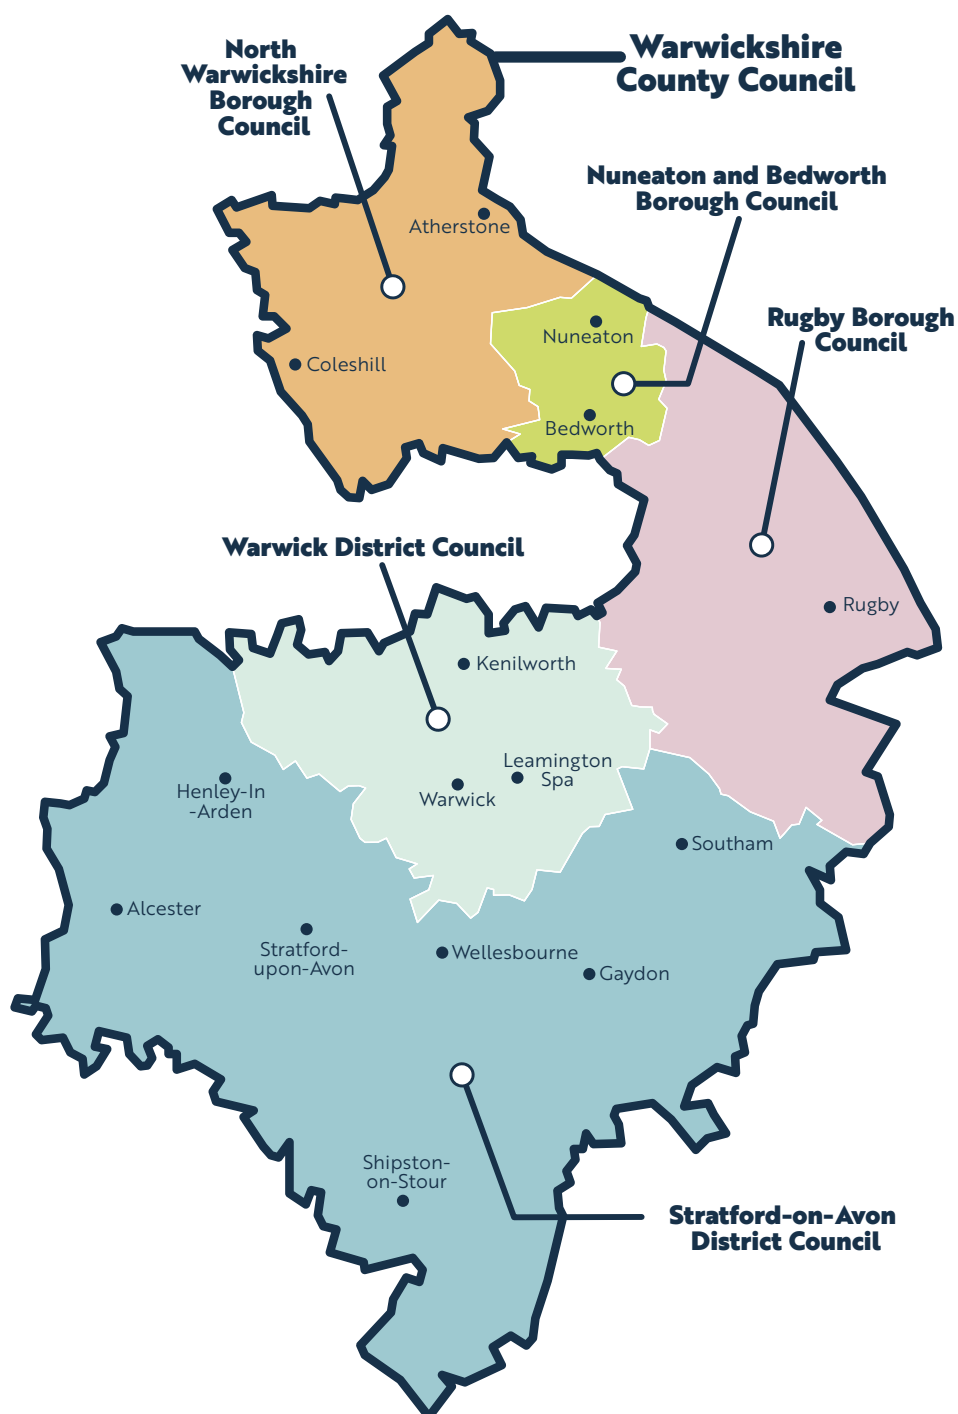 North
Warwickshire
Borough
Council
Warwickshire
County Council
Nuneaton and Bedworth
Borough Council
Atherstone
Rugby Borough
Council
Nuneaton
Coleshill
Bedworth
Warwick District Council
Rugby
Kenilworth
Leamington
Spa
Henley-In
-Arden
Warwick
Southam
Alcester
Stratford-
upon-Avon
Wellesbourne
Gaydon
Shipston-
on-Stour
Stratford-on-Avon
District Council